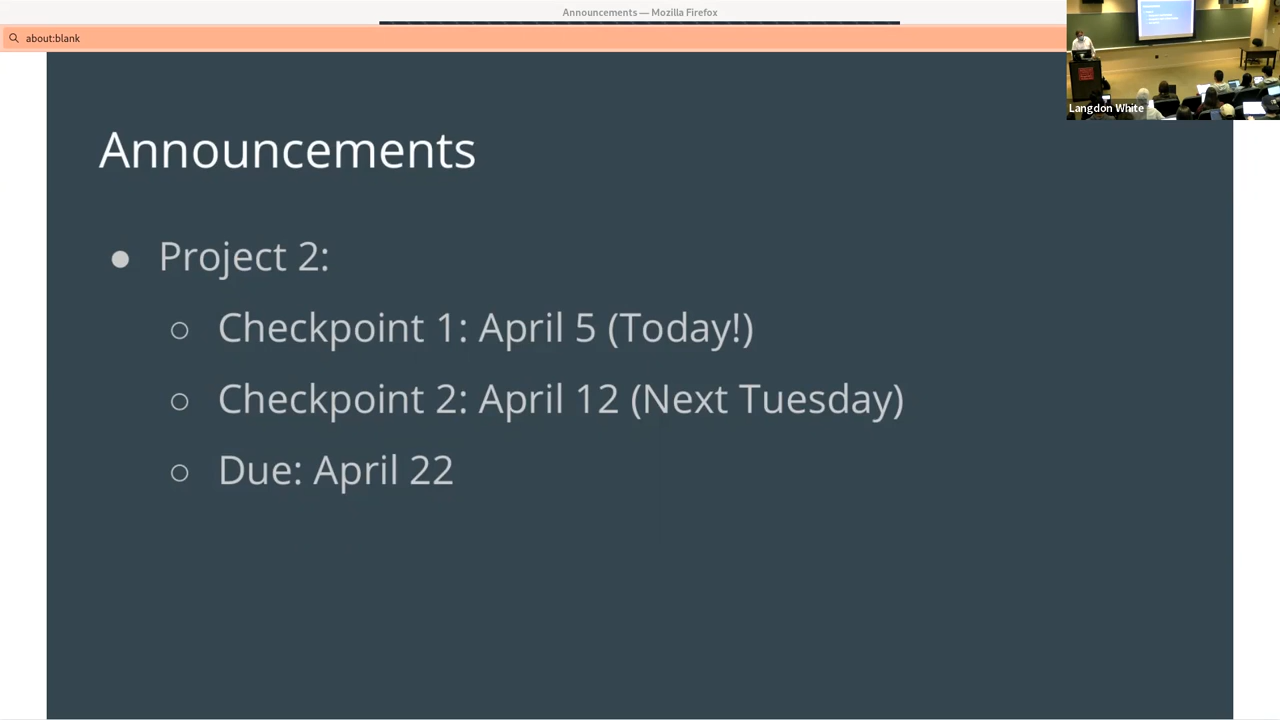 Announcements — Mozilla Firefox
about:blank
Langdon White
Announcements
● Project 2:
○ Checkpoint 1: April 5 (Today!)
○ Checkpoint 2: April 12 (Next Tuesday)
○ Due: April 22